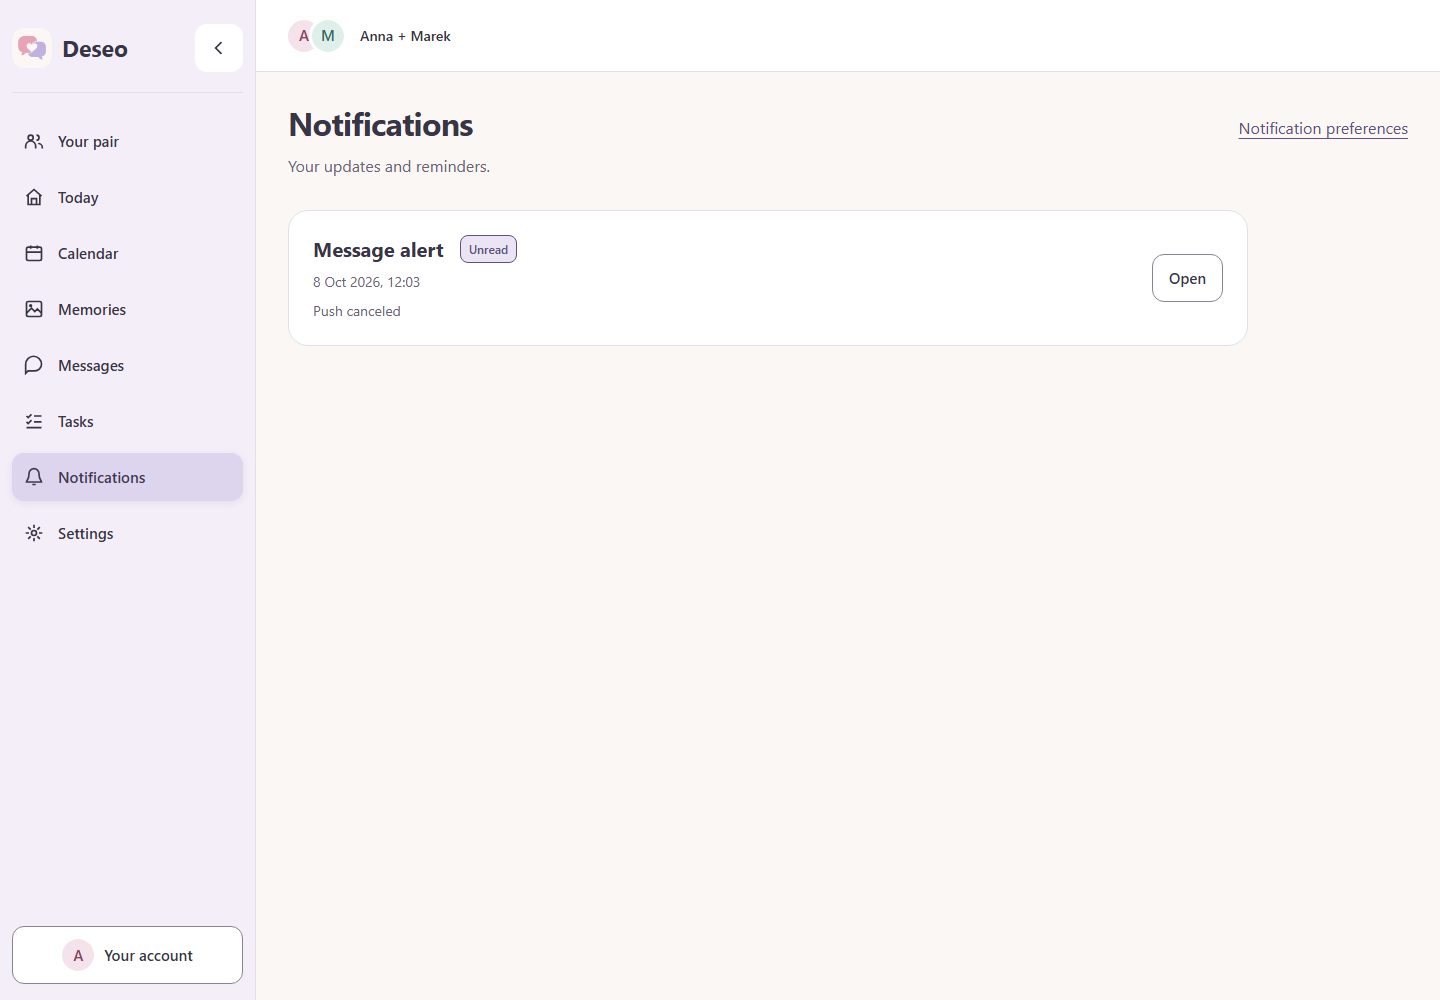 Deseo
A M Anna + Marek
Your pair
Today
Calendar
Memories
Messages
Tasks
Notifications
Settings
A Your account
Notifications
Notification preferences
Your updates and reminders.
Message alert Unread
8 Oct 2026, 12:03
Push canceled
Open